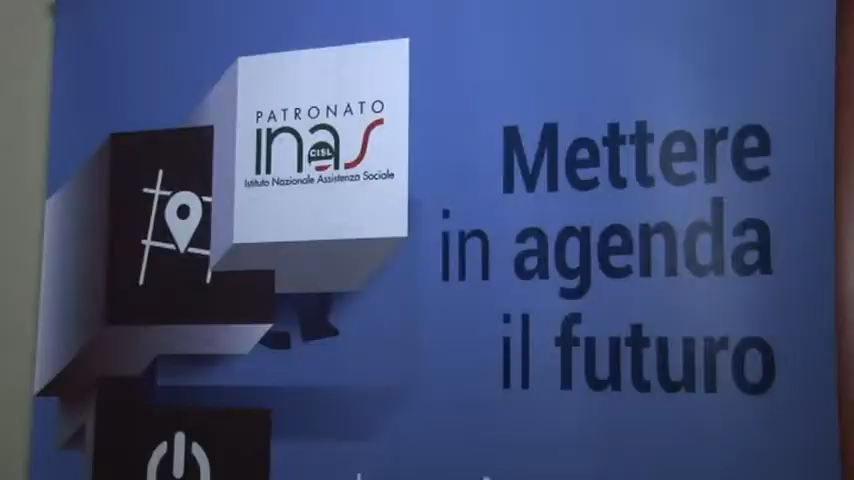 PATRONATO
inas
CISL
Istituto Nazionale Assistenza Sociale
Mettere
in agenda
il futuro